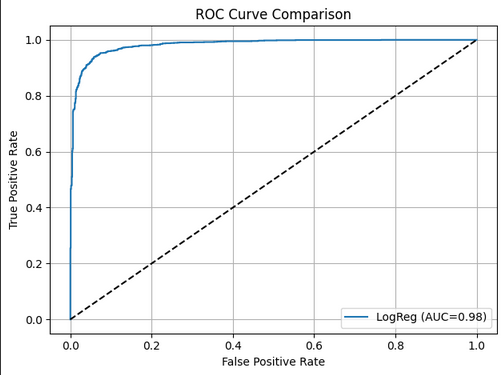 ROC Curve Comparison
1.0
0.8
0.6
0.4
0.2
0.0
True Positive Rate
LogReg (AUC=0.98)
0.0 0.2 0.4 0.6 0.8 1.0
False Positive Rate